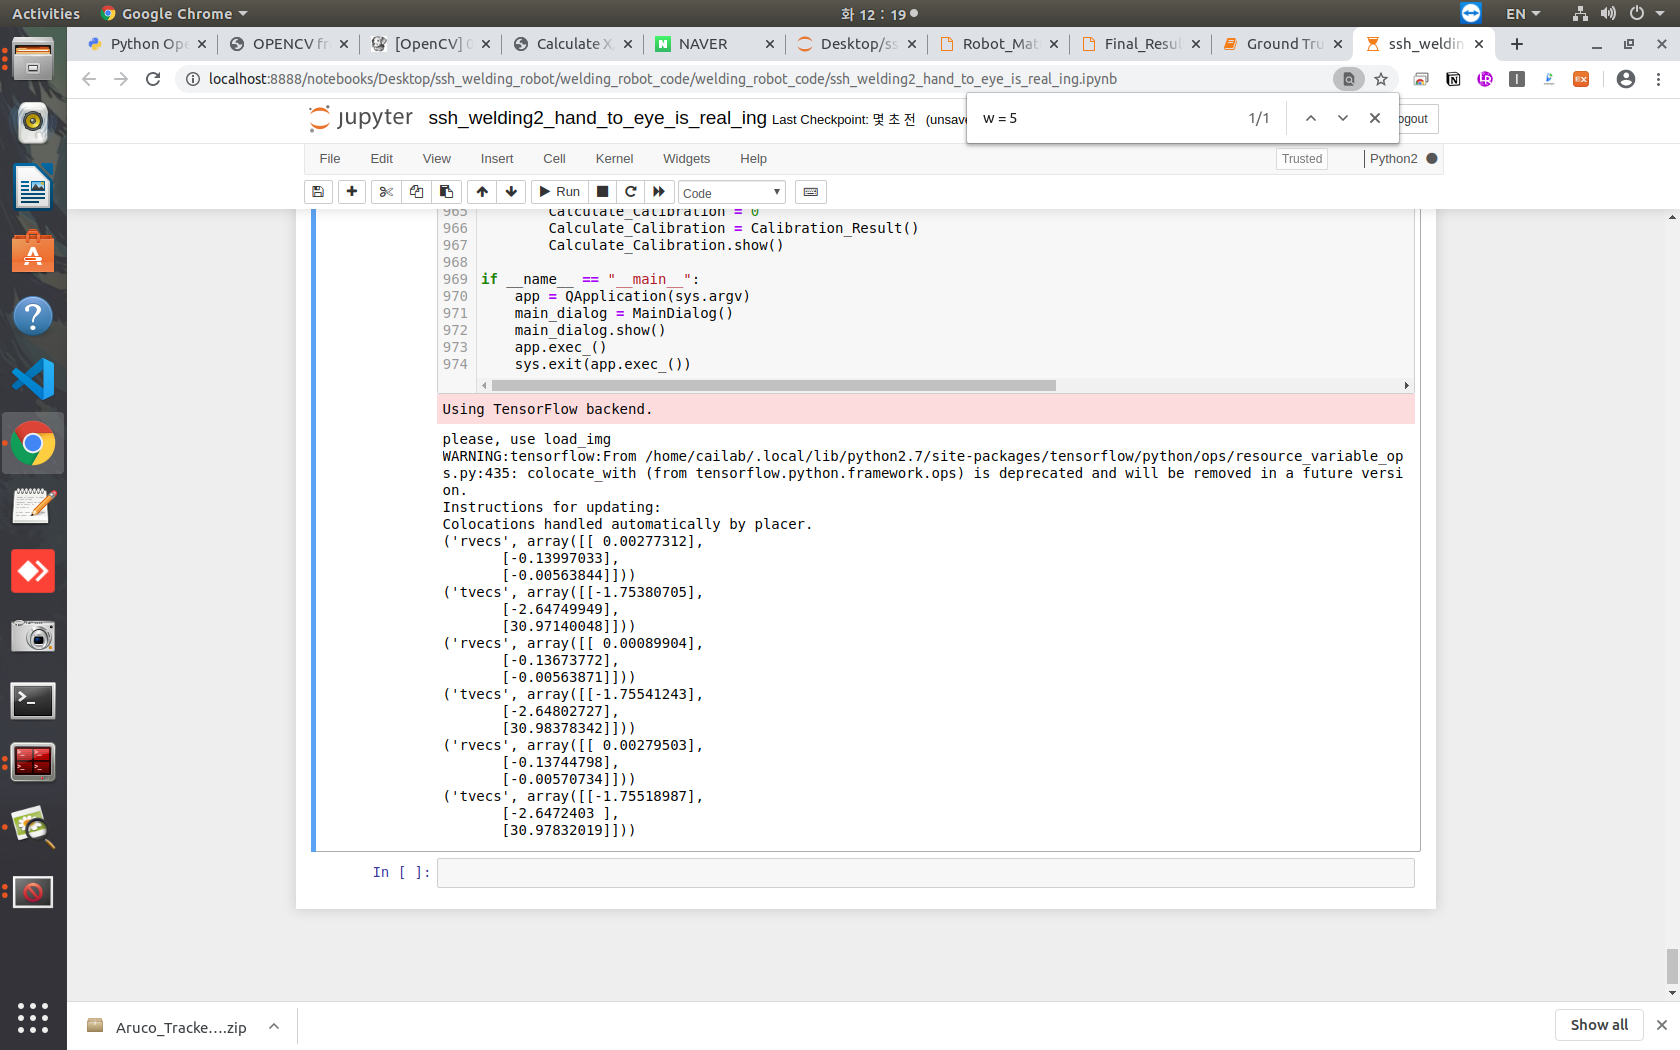 Activities
Google Chrome
화 12 : 19
EN
Python Ope
OPENCV fr
[OpenCV]
Calculate X
NAVER
Desktop/ss
Robot_Mat
Final_Resul
Ground Tru
ssh_weldin
localhost:8888/notebooks/Desktop/ssh_welding_robot/welding_robot_code/welding_robot_code/ssh_welding2_hand_to_eye_is_real_ing.ipynb
w = 5
1/1
jupyter
ssh_welding2_hand_to_eye_is_real_ing Last Checkpoint: 몇 초 전 (unsave
ogout
File Edit View Insert Cell Kernel Widgets Help
Trusted
Python2
Run
Code
965 Calculate_Calibration = 0
966 Calculate_Calibration = Calibration_Result()
967 Calculate_Calibration.show()
968
969 if __name__ == "__main__":
970 app = QApplication(sys.argv)
971 main_dialog = MainDialog()
972 main_dialog.show()
973 app.exec_()
974 sys.exit(app.exec_())
Using TensorFlow backend.
please, use load_img
WARNING:tensorflow:From /home/cailab/.local/lib/python2.7/site-packages/tensorflow/python/ops/resource_variable_op
s.py:435: colocate_with (from tensorflow.python.framework.ops) is deprecated and will be removed in a future versi
on.
Instructions for updating:
Colocations handled automatically by placer.
('rvecs', array([[ 0.00277312],
[-0.13997033],
[-0.00563844]]))
('tvecs', array([[-1.75380705],
[-2.64749949],
[30.97140048]]))
('rvecs', array([[ 0.00089904],
[-0.13673772],
[-0.00563871]]))
('tvecs', array([[-1.75541243],
[-2.64802727],
[30.98378342]]))
('rvecs', array([[ 0.00279503],
[-0.13744798],
[-0.00570734]]))
('tvecs', array([[-1.75518987],
[-2.6472403 ],
[30.97832019]]))
In [ ]:
Aruco_Tracke....zip
Show all